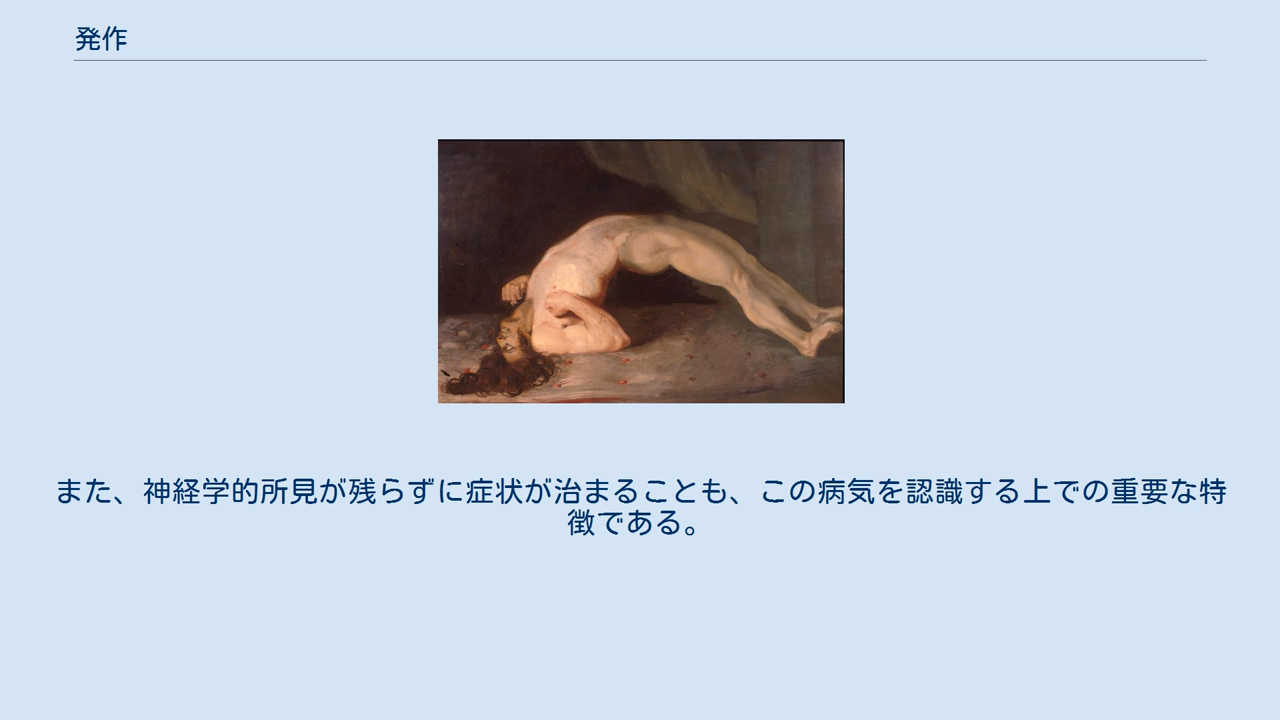 発作
また、神経学的所見が残らずに症状が治まることも、この病気を認識する上での重要な特
徴である。